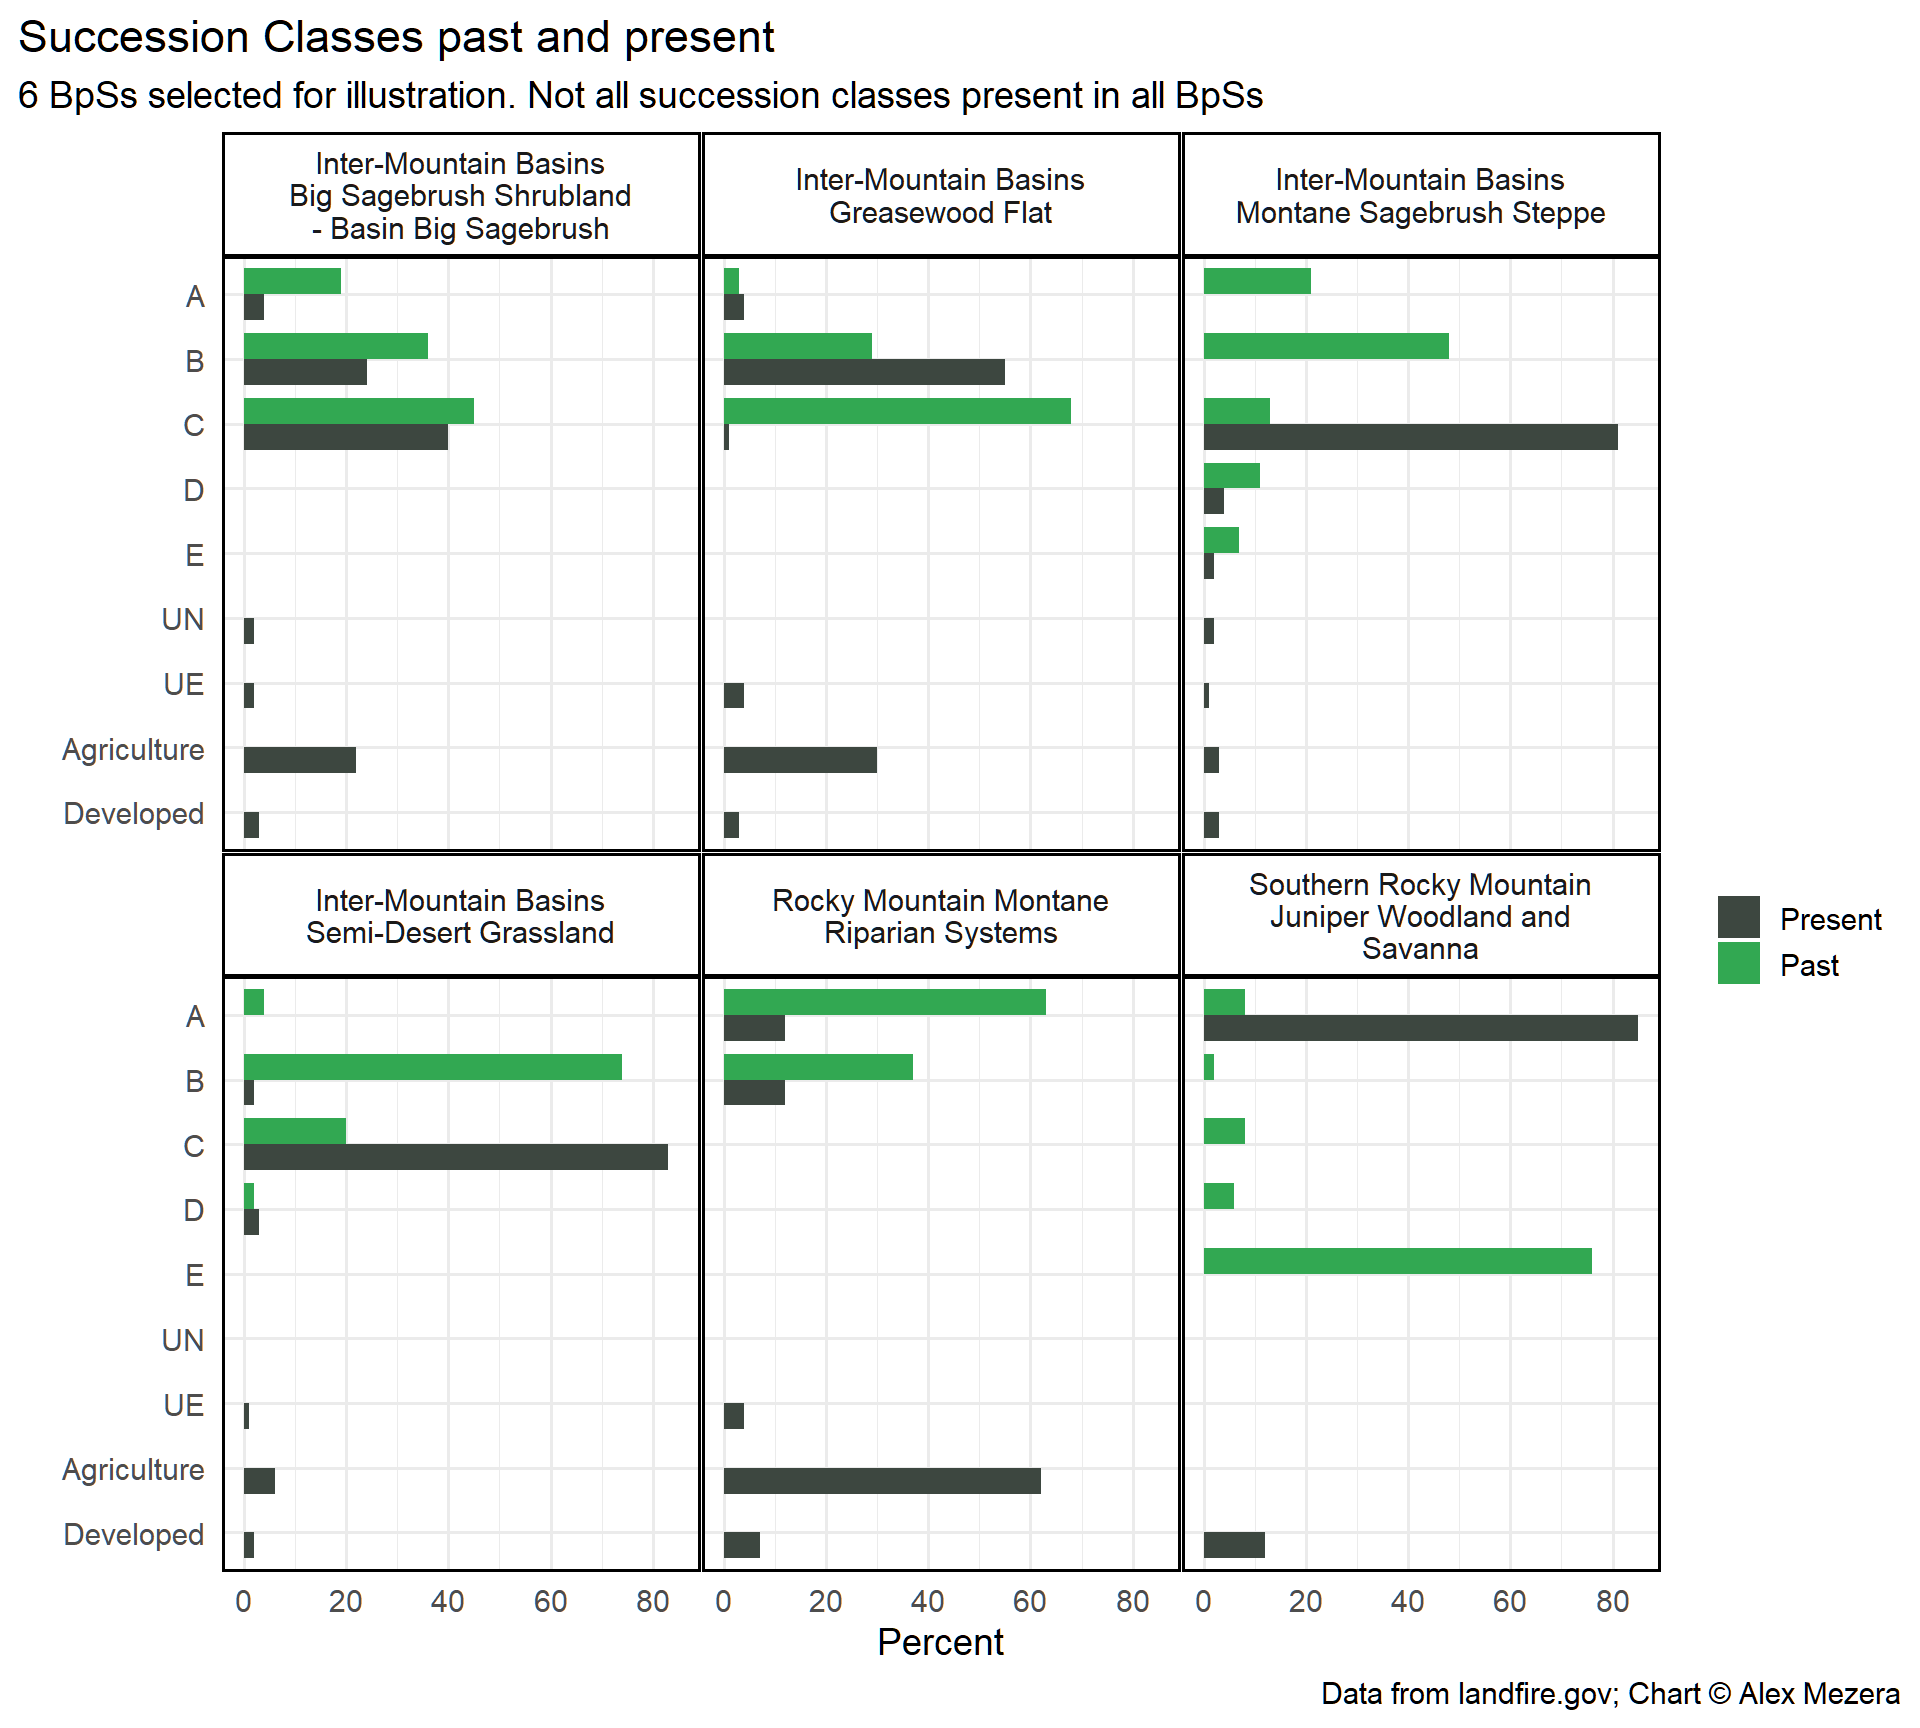 Succession Classes past and present
6 BpSs selected for illustration. Not all succession classes present in all BpSs
Inter-Mountain Basins
Big Sagebrush Shrubland
- Basin Big Sagebrush
Inter-Mountain Basins
Greasewood Flat
Inter-Mountain Basins
Montane Sagebrush Steppe
A
B
C
D
E
UN
UE
Agriculture
Developed
Inter-Mountain Basins
Semi-Desert Grassland
Rocky Mountain Montane
Riparian Systems
Southern Rocky Mountain
Juniper Woodland and
Savanna
A
B
C
D
E
UN
UE
Agriculture
Developed
0 20 40 60 80
0 20 40 60 80
0 20 40 60 80
Percent
Present
Past
Data from landfire.gov; Chart © Alex Mezera